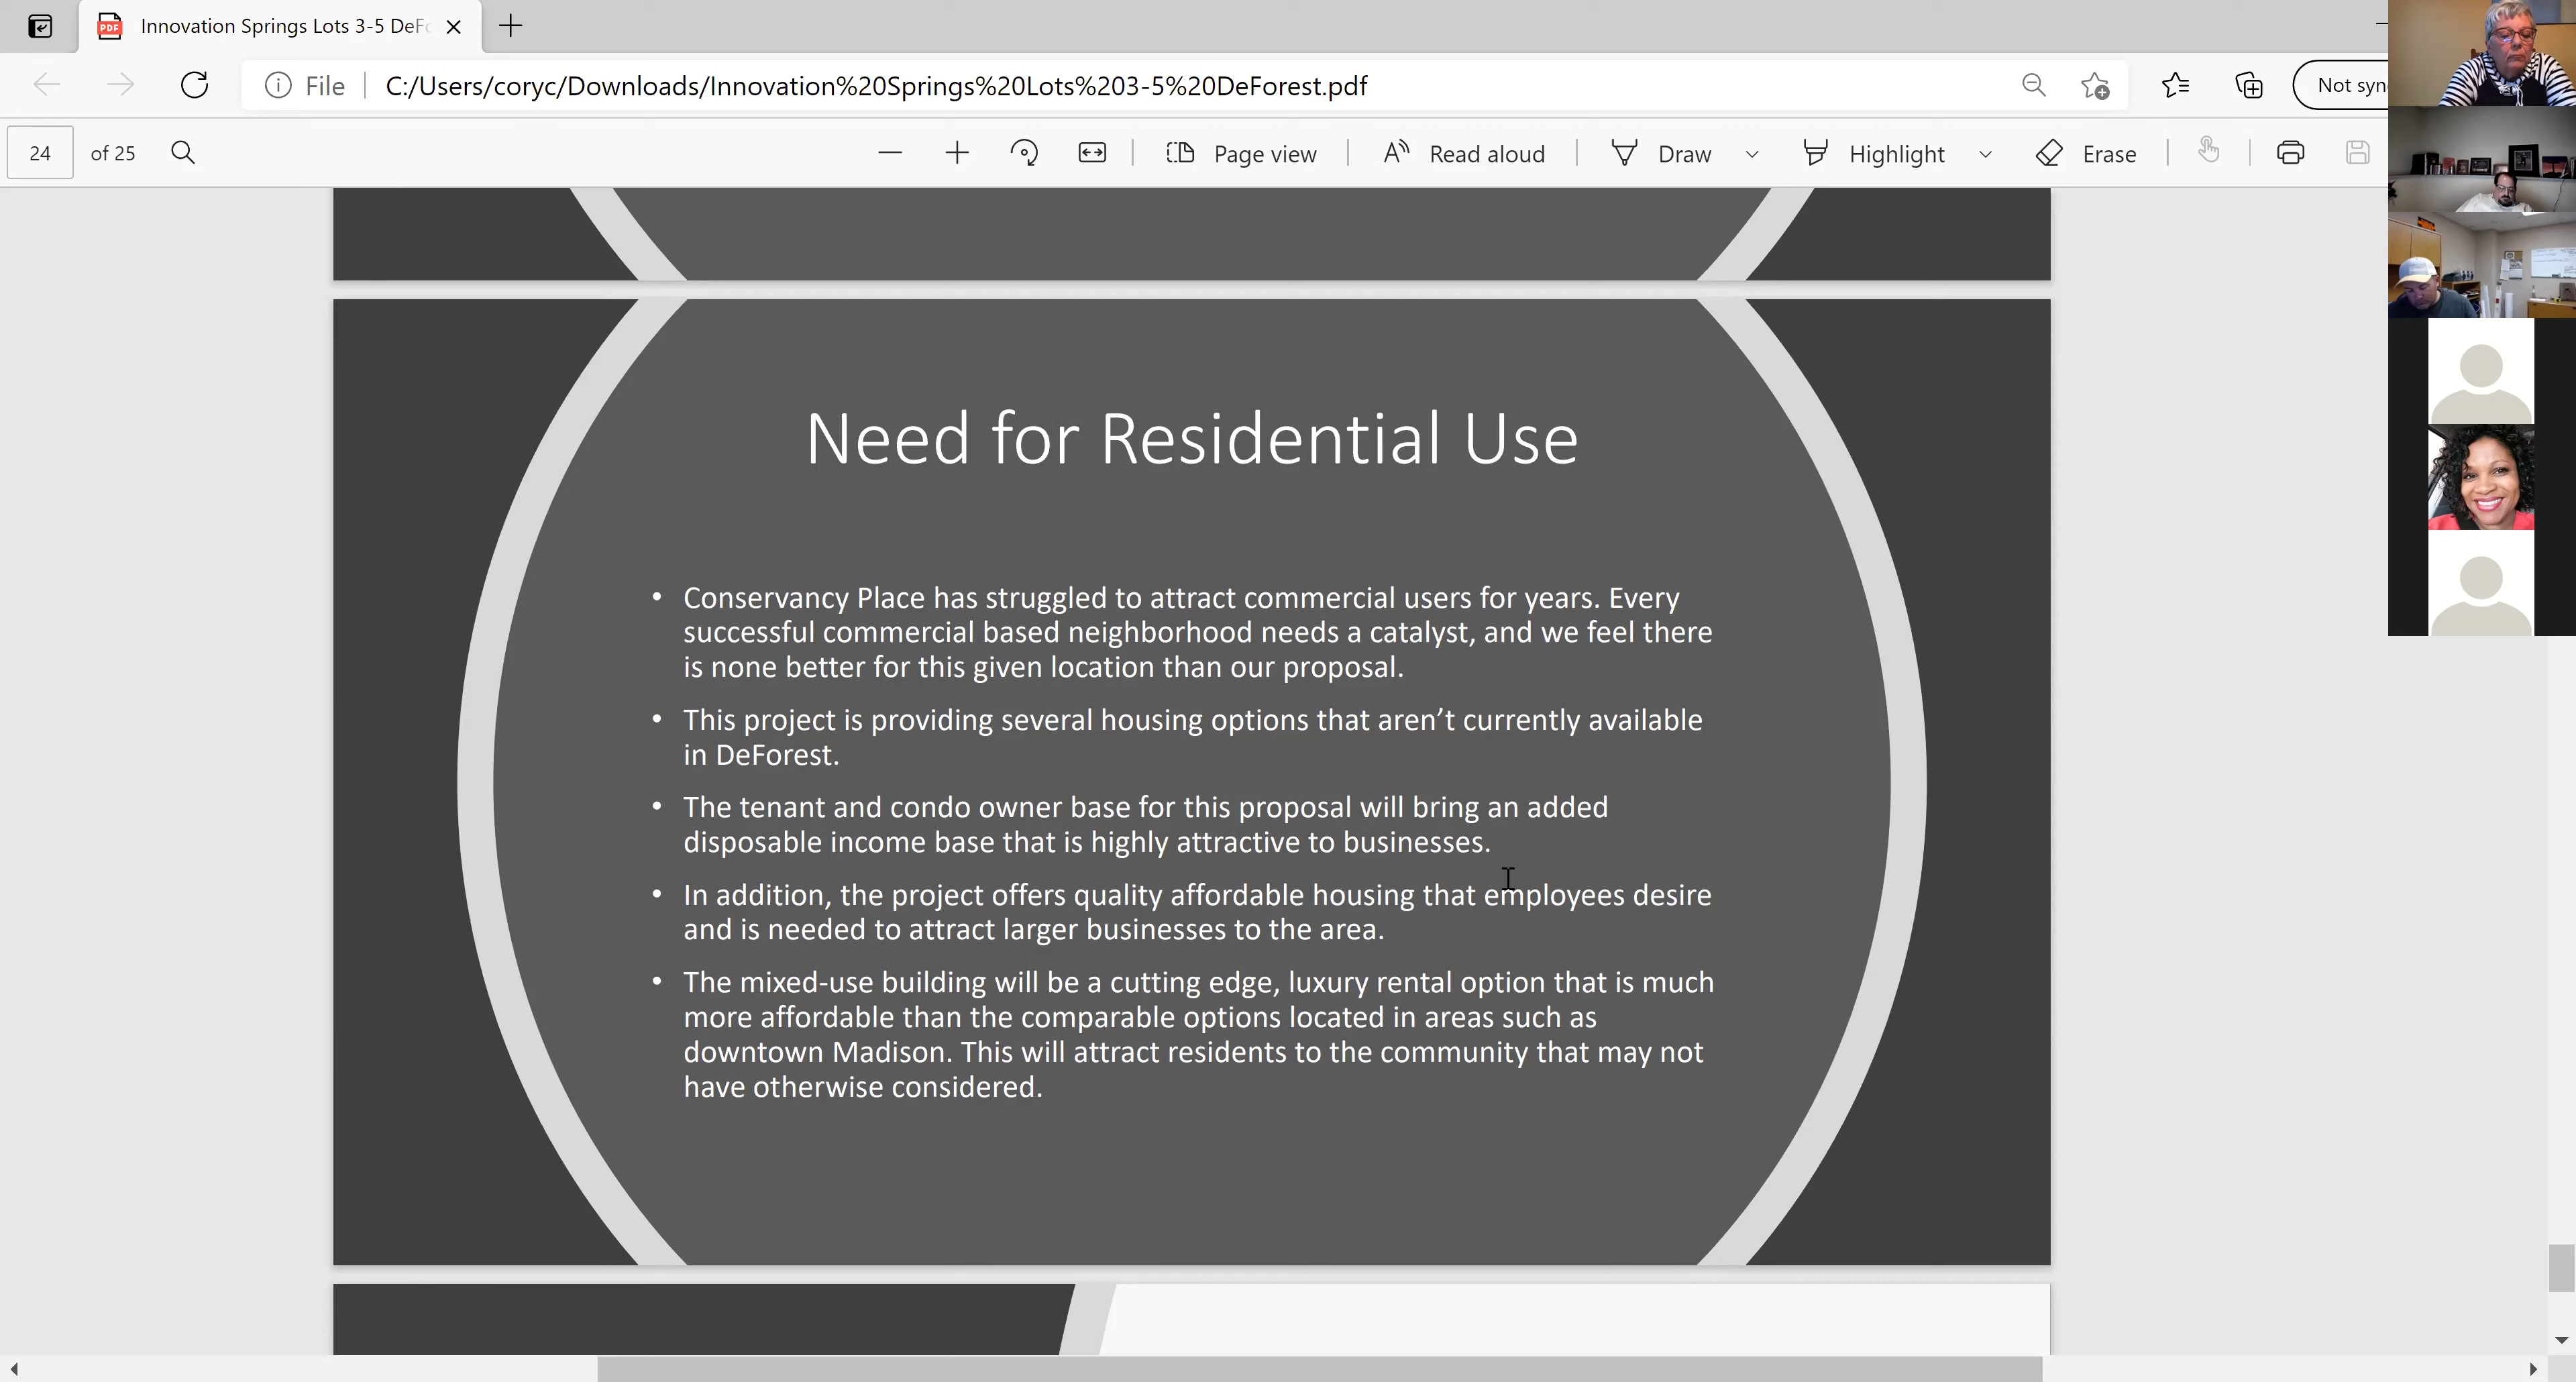 Innovation Springs Lots 3-5 DeFo
File
C:/Users/coryc/Downloads/Innovation%20Springs%20Lots%203-5%20DeForest.pdf
Not syn
24 of 25
Page view
Read aloud
Draw
Highlight
Erase
Need for Residential Use
• Conservancy Place has struggled to attract commercial users for years. Every
successful commercial based neighborhood needs a catalyst, and we feel there
is none better for this given location than our proposal.
• This project is providing several housing options that aren’t currently available
in DeForest.
• The tenant and condo owner base for this proposal will bring an added
disposable income base that is highly attractive to businesses.
• In addition, the project offers quality affordable housing that employees desire
and is needed to attract larger businesses to the area.
• The mixed-use building will be a cutting edge, luxury rental option that is much
more affordable than the comparable options located in areas such as
downtown Madison. This will attract residents to the community that may not
have otherwise considered.